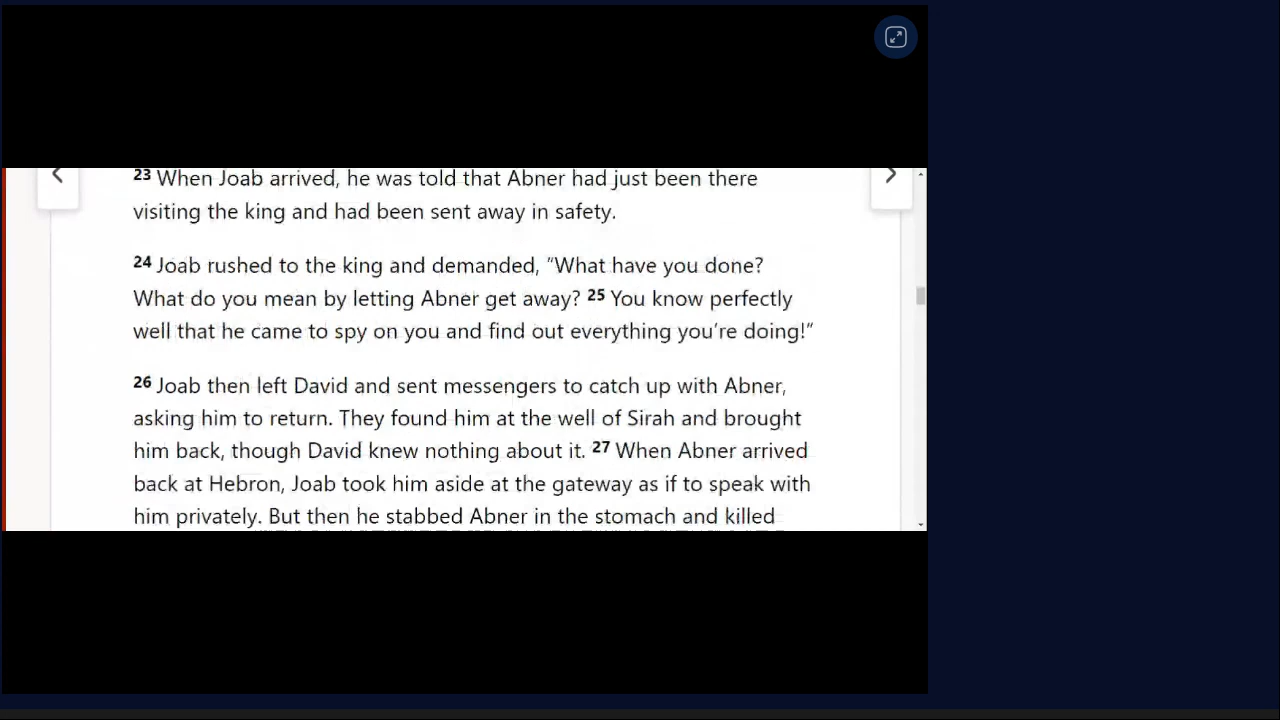 23 When Joab arrived, he was told that Abner had just been there
visiting the king and had been sent away in safety.
24 Joab rushed to the king and demanded, “What have you done?
What do you mean by letting Abner get away? 25 You know perfectly
well that he came to spy on you and find out everything you’re doing!”
26 Joab then left David and sent messengers to catch up with Abner,
asking him to return. They found him at the well of Sirah and brought
him back, though David knew nothing about it. 27 When Abner arrived
back at Hebron, Joab took him aside at the gateway as if to speak with
him privately. But then he stabbed Abner in the stomach and killed